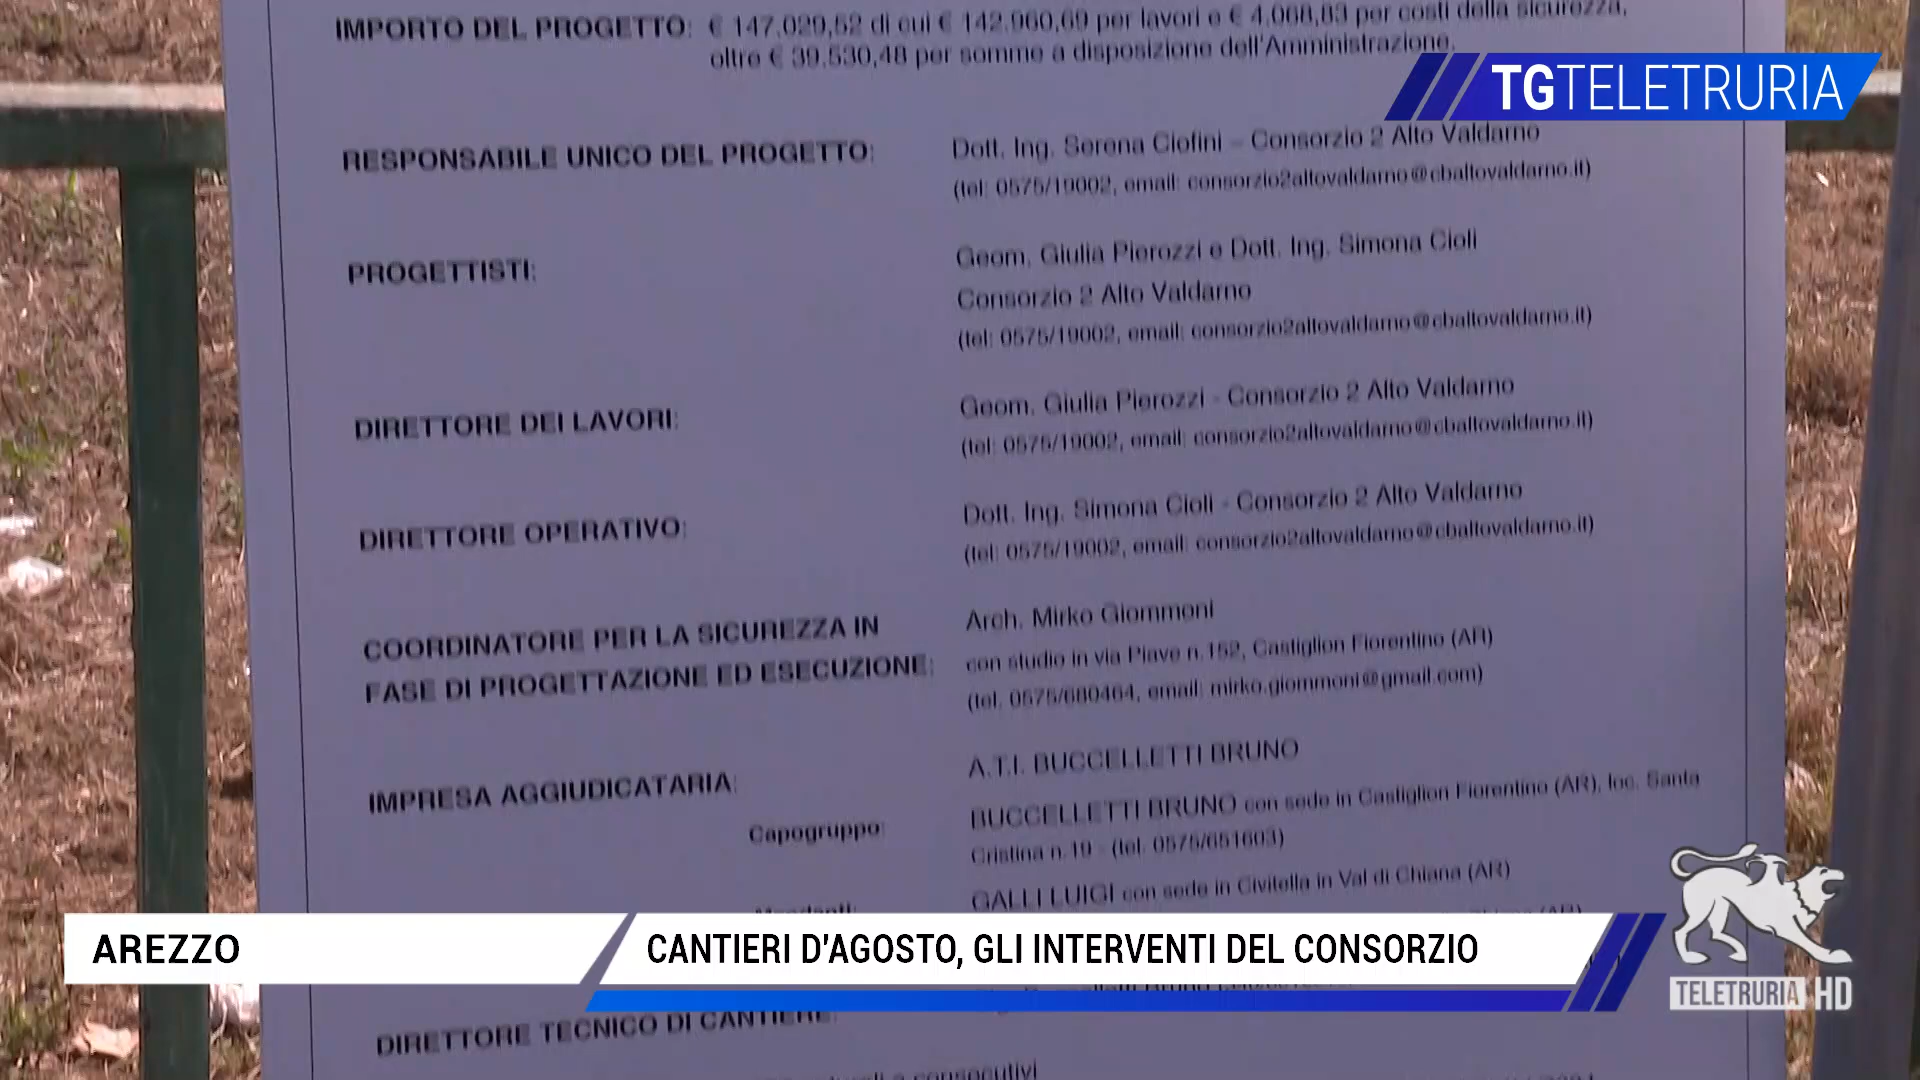 IMPORTO DEL PROGETTO: € 147.029,52 di cui € 142.960,69 per lavori e € 4.068,83 per costi della sicurezza,
oltre € 39.530,48 per somme a disposizione dell'Amministrazione.
TGTELETRURIA
RESPONSABILE UNICO DEL PROGETTO: Dott. Ing. Serena Ciofini – Consorzio 2 Alto Valdarno
(tel: 0575/19002, email: consorzio2altovaldarno@cbaltovaldarno.it)
PROGETTISTI: Geom. Giulia Pierozzi e Dott. Ing. Simona Cioli
Consorzio 2 Alto Valdarno
(tel: 0575/19002, email: consorzio2altovaldarno@cbaltovaldarno.it)
DIRETTORE DEI LAVORI: Geom. Giulia Pierozzi - Consorzio 2 Alto Valdarno
(tel: 0575/19002, email: consorzio2altovaldarno@cbaltovaldarno.it)
DIRETTORE OPERATIVO: Dott. Ing. Simona Cioli - Consorzio 2 Alto Valdarno
(tel: 0575/19002, email: consorzio2altovaldarno@cbaltovaldarno.it)
COORDINATORE PER LA SICUREZZA IN
FASE DI PROGETTAZIONE ED ESECUZIONE:
Arch. Mirko Giommoni
con studio in via Piave n.152, Castiglion Fiorentino (AR)
(tel. 0575/680464, email: mirko.giommoni@gmail.com)
IMPRESA AGGIUDICATARIA: A.T.I. BUCCELLETTI BRUNO
Capogruppo: BUCCELLETTI BRUNO con sede in Castiglion Fiorentino (AR), loc. Santa
Cristina n.19 - (tel: 0575/651603)
Mandanti: GALLI LUIGI con sede in Civitella in Val di Chiana (AR)
AREZZO
CANTIERI D'AGOSTO, GLI INTERVENTI DEL CONSORZIO
TELETRURIA HD
DIRETTORE TECNICO DI CANTIERE:
consecutivi